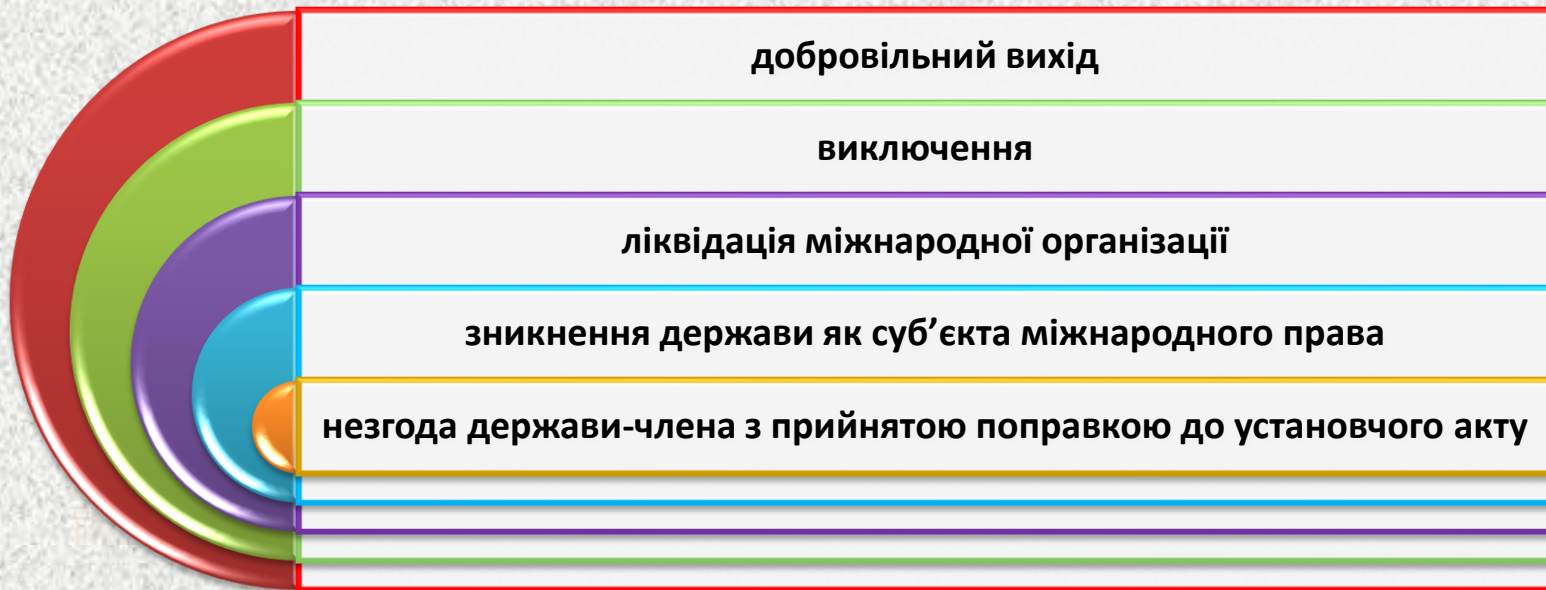 добровільний вихід
виключення
ліквідація міжнародної організації
зникнення держави як суб’єкта міжнародного права
незгода держави-члена з прийнятою поправкою до установчого акту